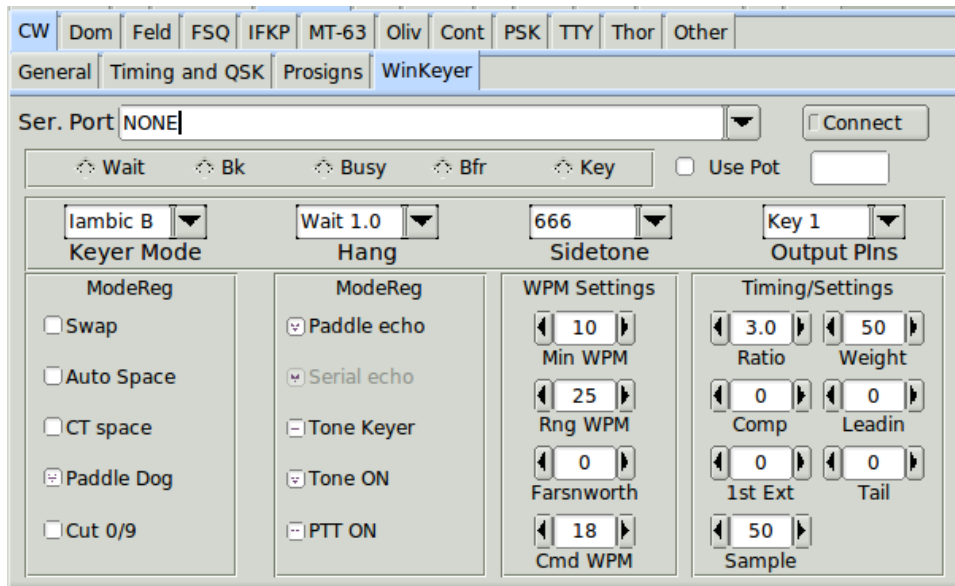 CW Dom Feld FSQ IFKP MT-63 Oliv Cont PSK TTY Thor Other
General Timing and QSK Prosigns WinKeyer
Ser. Port NONE Connect
Wait Bk Busy Bfr Key Use Pot
Iambic B Wait 1.0 666 Key 1
Keyer Mode Hang Sidetone Output PIns
ModeReg ModeReg WPM Settings Timing/Settings
Swap Paddle echo 10 3.0 50
Min WPM Ratio Weight
Auto Space Serial echo 25 0 0
CT space Tone Keyer Rng WPM Comp Leadin
Paddle Dog Tone ON 0 0 0
Farsnworth 1st Ext Tail
Cut 0/9 PTT ON 18 50
Cmd WPM Sample